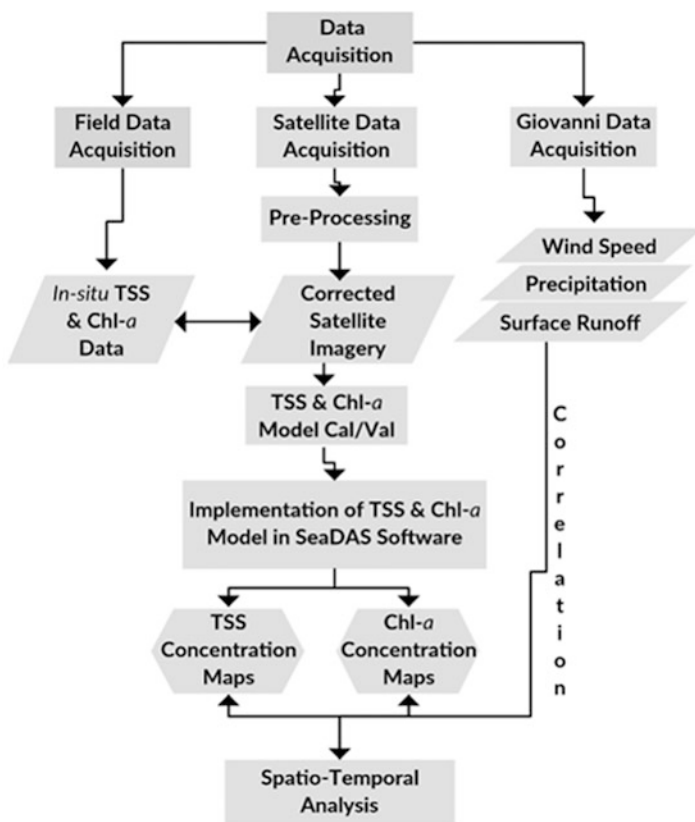 Data
Acquisition
Field Data
Acquisition
Satellite Data
Acquisition
Giovanni Data
Acquisition
Pre-Processing
Wind Speed
Precipitation
Surface Runoff
In-situ TSS
& Chl-a
Data
Corrected
Satellite
Imagery
TSS & Chl-a
Model Cal/Val
Implementation of TSS & Chl-a
Model in SeaDAS Software
Correlation
TSS
Concentration
Maps
Chl-a
Concentration
Maps
Spatio-Temporal
Analysis